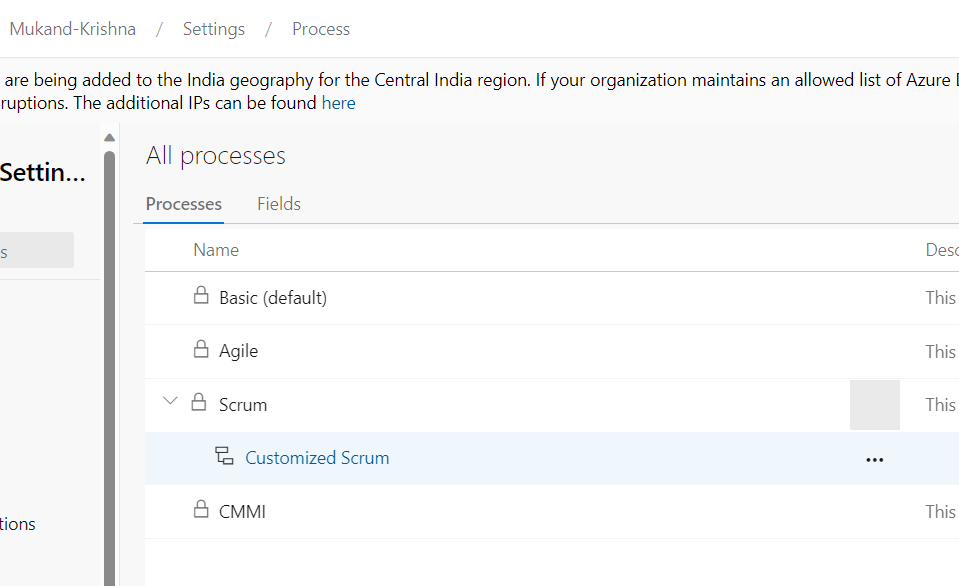 Mukand-Krishna / Settings / Process
are being added to the India geography for the Central India region. If your organization maintains an allowed list of Azure D
ruptions. The additional IPs can be found here
Settin...
All processes
Processes Fields
s
Name Desc
Basic (default) This
Agile This
Scrum This
Customized Scrum ...
CMMI This
tions